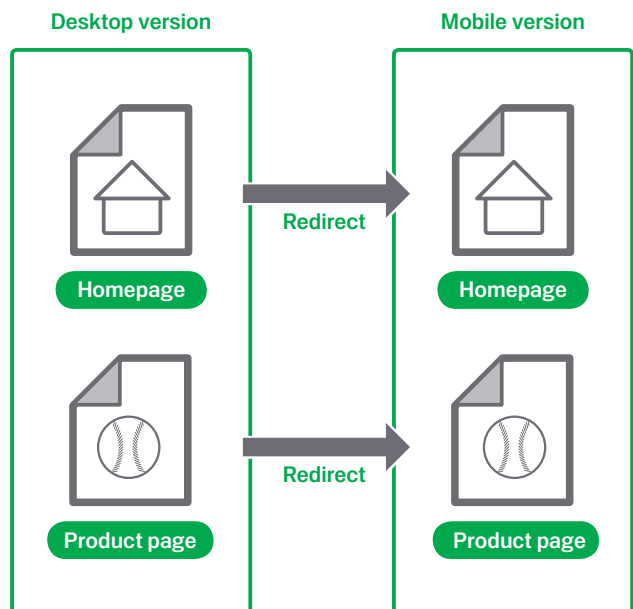 Desktop version
Mobile version
Redirect
Homepage
Homepage
Redirect
Product page
Product page